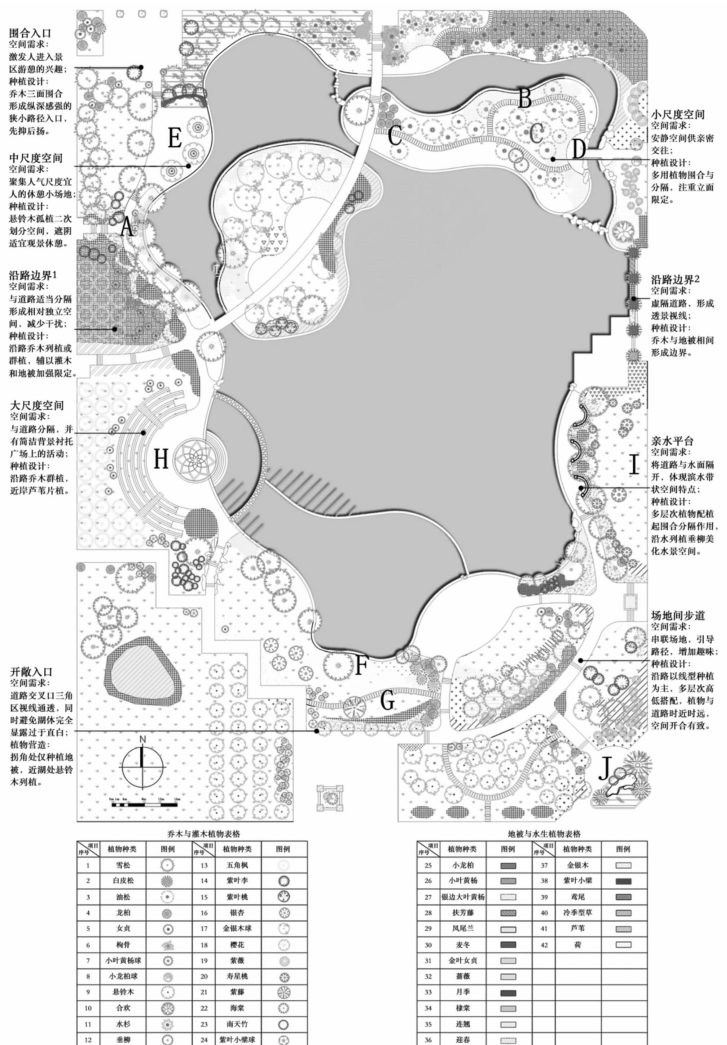 围合入口
空间需求：
激发人进入景
区游憩的兴趣；
种植设计：
乔木三面围合
形成纵深感强的
狭小路径入口，
先抑后扬。
中尺度空间
空间需求：
聚集人气尺度宜
人的休憩小场地；
种植设计：
悬铃木孤植二次
划分空间，遮阴
适宜观景休憩。
沿路边界1
空间需求：
与道路适当分隔
形成相对独立空
间，减少干扰；
种植设计：
沿路乔木列植或
群植，辅以灌木
和地被加强限定。
大尺度空间
空间需求：
与道路分隔，并
有简洁背景衬托
广场上的活动；
种植设计：
沿路乔木群植，
近岸芦苇片植。
开敞入口
空间需求：
道路交叉口三角
区视线通透，同
时避免湖体完全
显露过于直白；
植物营造：
拐角处仅种植地
被，近湖处悬铃
木列植。
小尺度空间
空间需求：
安静空间供亲密
交往；
种植设计：
多用植物围合与
分隔，注重立面
限定。
沿路边界2
空间需求：
虚隔道路，形成
透景视线；
种植设计：
乔木与地被相间
形成边界。
亲水平台
空间需求：
将道路与水面隔
开，体现滨水带
状空间特点；
种植设计：
多层次植物配植
起围合分隔作用，
沿水列植垂柳美
化水景空间。
场地间步道
空间需求：
串联场地，引导
路径，增加趣味；
种植设计：
沿路以线型种植
为主，多层次高
低搭配，植物与
道路时近时远，
空间开合有致。
E
A
B
C
C
D
H
I
F
G
J
N
乔木与灌木植物表格
序号 项目 植物种类 图例 序号 项目 植物种类 图例
1 雪松 13 五角枫
2 白皮松 14 紫叶李
3 油松 15 紫叶桃
4 龙柏 16 银杏
5 女贞 17 金银木球
6 枸骨 18 樱花
7 小叶黄杨球 19 紫薇
8 小龙柏球 20 寿星桃
9 悬铃木 21 紫藤
10 合欢 22 海棠
11 水杉 23 南天竹
12 垂柳 24 紫叶小檗球
地被与水生植物表格
序号 项目 植物种类 图例 序号 项目 植物种类 图例
25 小龙柏 37 金银木
26 小叶黄杨 38 紫叶小檗
27 银边大叶黄杨 39 鸢尾
28 扶芳藤 40 冷季型草
29 凤尾兰 41 芦苇
30 麦冬 42 荷
31 金叶女贞
32 蔷薇
33 月季
34 棣棠
35 连翘
36 迎春